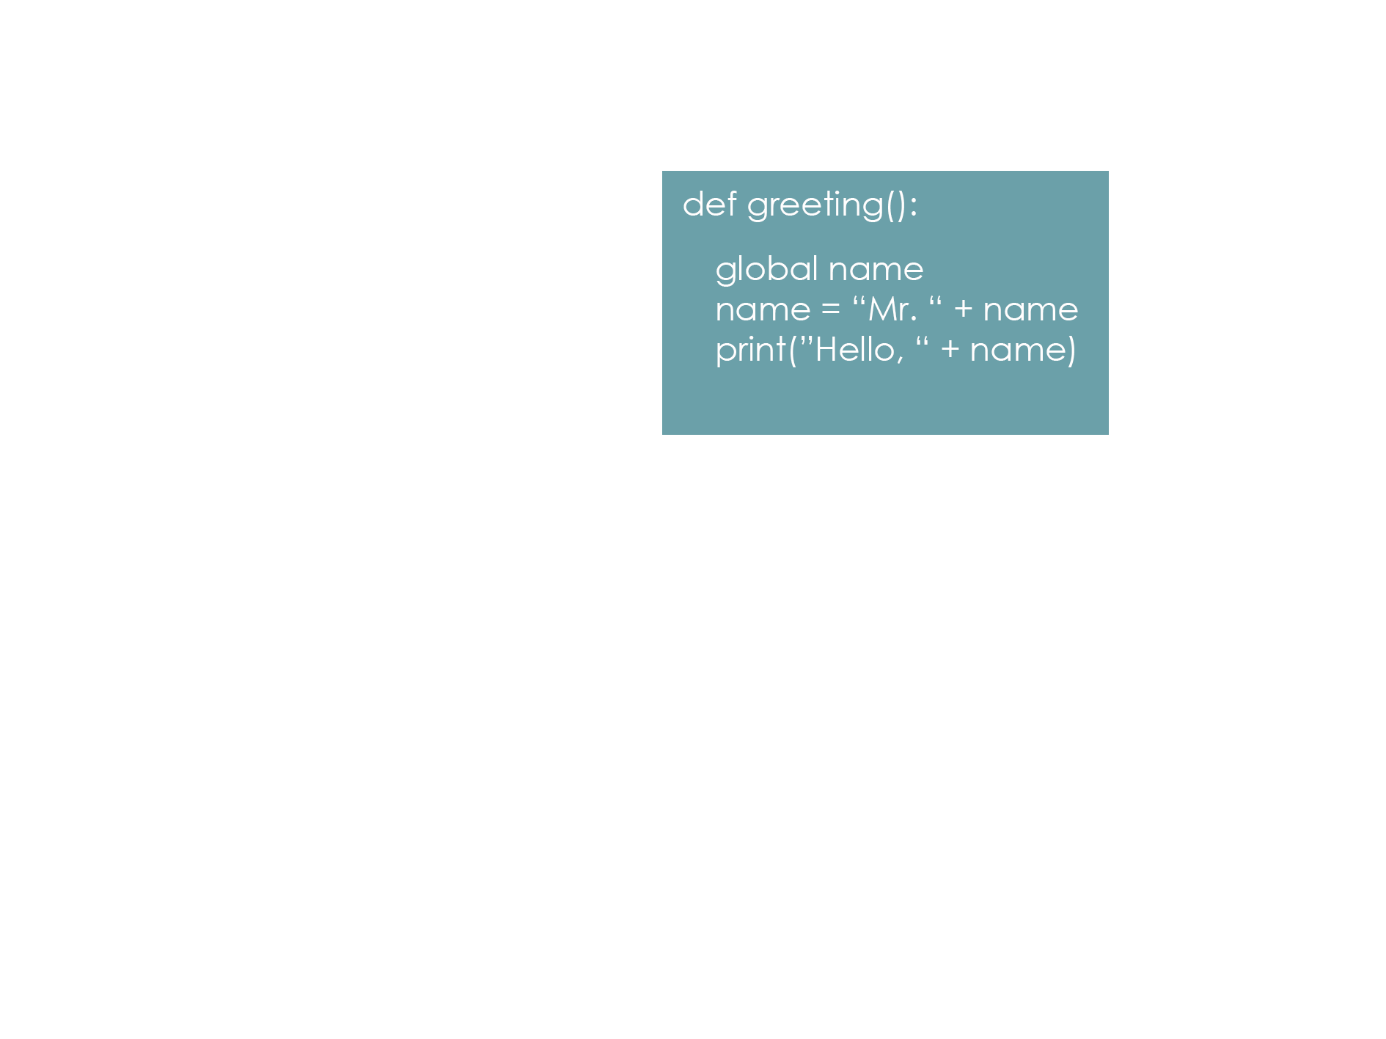 def greeting():
global name
name = “Mr. “ + name
print(”Hello, “ + name)